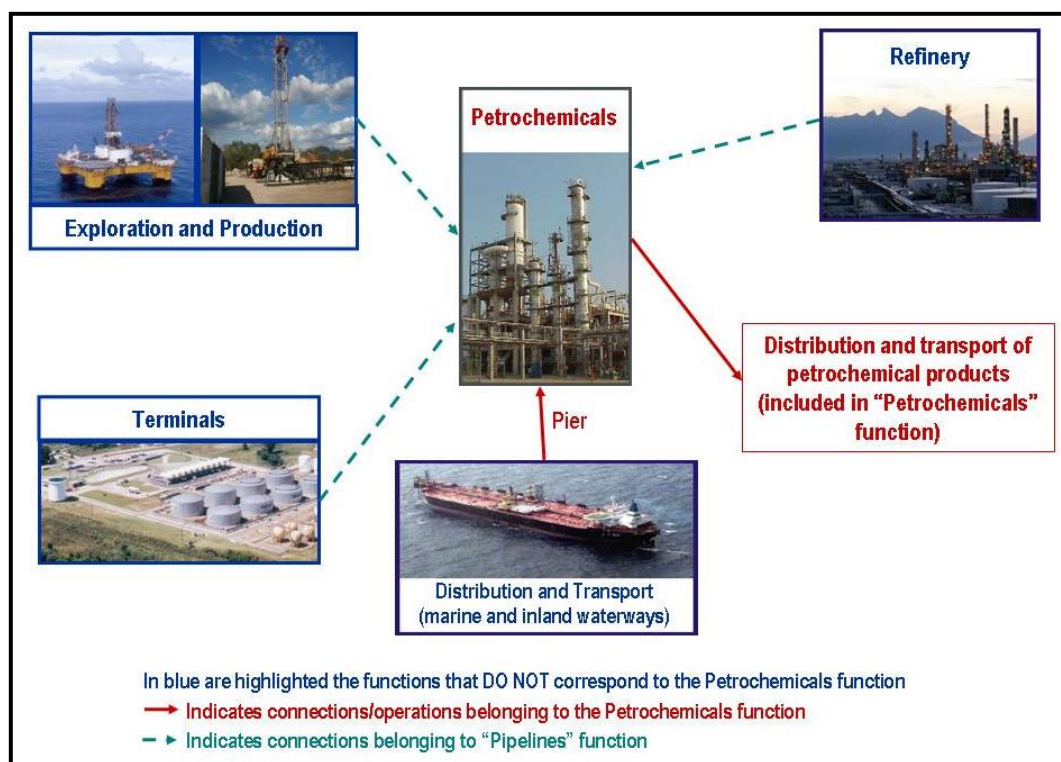 Exploration and Production
Petrochemicals
Refinery
Terminals
Pier
Distribution and Transport
(marine and inland waterways)
Distribution and transport of
petrochemical products
(included in “Petrochemicals”
function)
In blue are highlighted the functions that DO NOT correspond to the Petrochemicals function
Indicates connections/operations belonging to the Petrochemicals function
Indicates connections belonging to “Pipelines” function